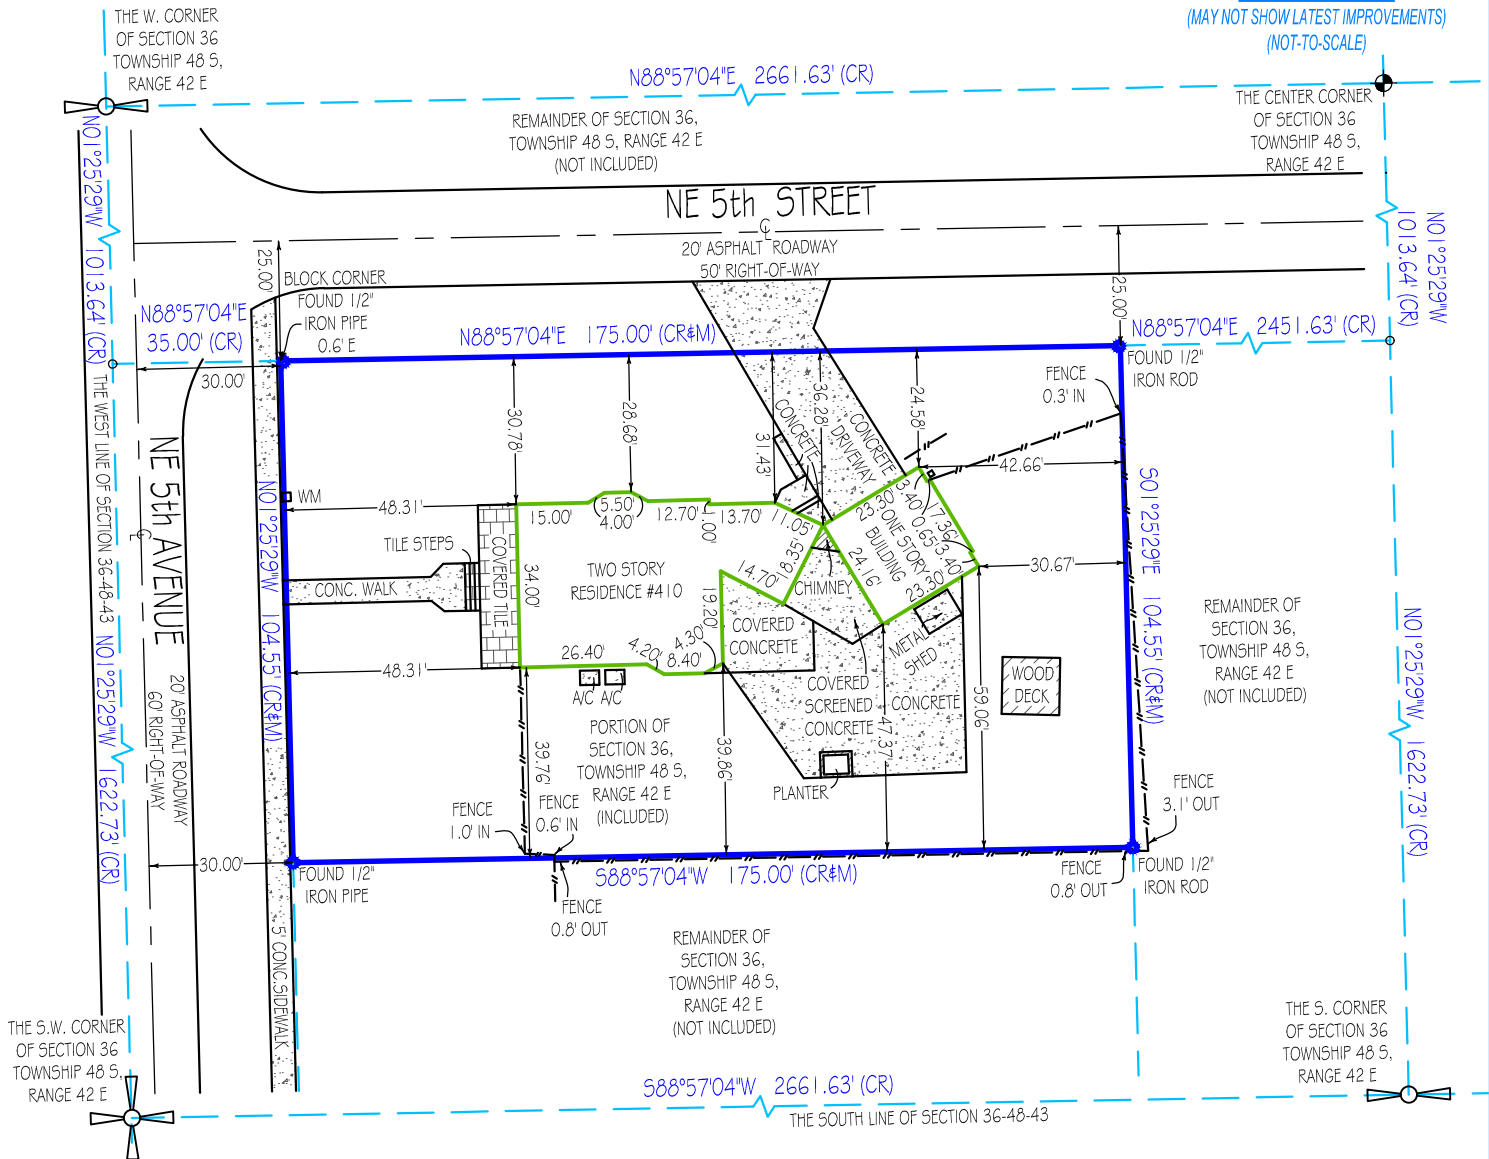 (MAY NOT SHOW LATEST IMPROVEMENTS)
(NOT-TO-SCALE)
THE W. CORNER
OF SECTION 36
TOWNSHIP 48 S,
RANGE 42 E
N88°57'04"E 2661.63' (CR)
REMAINDER OF SECTION 36,
TOWNSHIP 48 S, RANGE 42 E
(NOT INCLUDED)
THE CENTER CORNER
OF SECTION 36
TOWNSHIP 48 S,
RANGE 42 E
NE 5th STREET
20' ASPHALT ROADWAY
50' RIGHT-OF-WAY
N01°25'29"W 1013.64' (CR)
N01°25'29"W
1013.64' (CR)
25.00'
BLOCK CORNER
FOUND 1/2"
IRON PIPE
0.6' E
N88°57'04"E
35.00' (CR)
30.00'
N88°57'04"E 175.00' (CR&M)
25.00'
N88°57'04"E 2451.63' (CR)
FOUND 1/2"
IRON ROD
FENCE
0.3' IN
THE WEST LINE OF SECTION 36-48-43
NE 5th AVENUE
20' ASPHALT ROADWAY
60' RIGHT-OF-WAY
N01°25'29"W 1622.73' (CR)
N01°25'29"W 104.55' (CR&M)
WM
30.78'
28.68'
31.43'
36.28'
24.58'
42.66'
CONCRETE
CONCRETE
DRIVEWAY
48.31'
15.00'
5.50'
4.00'
12.70'
1.00'
13.70'
11.05'
23.80'
3.40'
17.36'
0.65'
3.40'
ONE STORY
BUILDING
24.16'
23.30'
30.67'
TILE STEPS
COVERED TILE
34.00'
CONC. WALK
TWO STORY
RESIDENCE #410
14.70'
18.35'
19.20'
CHIMNEY
COVERED
CONCRETE
METAL
SHED
48.31'
26.40'
4.20'
8.40'
4.30'
A/C A/C
COVERED
SCREENED
CONCRETE
CONCRETE
WOOD
DECK
S01°25'29"E 104.55' (CR&M)
REMAINDER OF
SECTION 36,
TOWNSHIP 48 S,
RANGE 42 E
(NOT INCLUDED)
N01°25'29"W 1622.73' (CR)
PORTION OF
SECTION 36,
TOWNSHIP 48 S,
RANGE 42 E
(INCLUDED)
39.76'
39.86'
47.37'
59.06'
PLANTER
FENCE
1.0' IN
FENCE
0.6' IN
FENCE
3.1' OUT
30.00'
FOUND 1/2"
IRON PIPE
S88°57'04"W 175.00' (CR&M)
FENCE
0.8' OUT
FENCE
0.8' OUT
FOUND 1/2"
IRON ROD
5' CONC.SIDEWALK
REMAINDER OF
SECTION 36,
TOWNSHIP 48 S,
RANGE 42 E
(NOT INCLUDED)
THE S.W. CORNER
OF SECTION 36
TOWNSHIP 48 S,
RANGE 42 E
THE S. CORNER
OF SECTION 36
TOWNSHIP 48 S,
RANGE 42 E
S88°57'04"W 2661.63' (CR)
THE SOUTH LINE OF SECTION 36-48-43